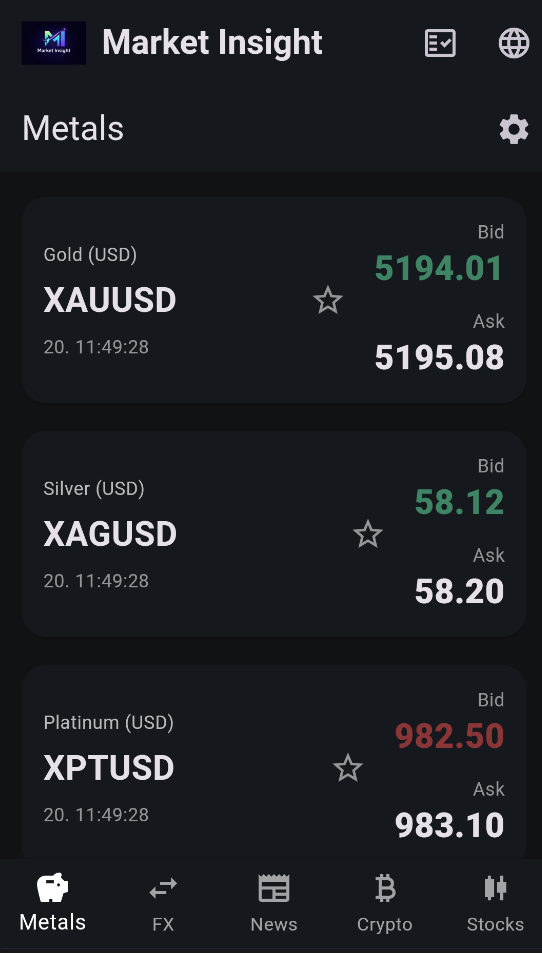 Market Insight
Market Insight
Metals
Gold (USD)
XAUUSD
20. 11:49:28
Bid
5194.01
Ask
5195.08
Silver (USD)
XAGUSD
20. 11:49:28
Bid
58.12
Ask
58.20
Platinum (USD)
XPTUSD
20. 11:49:28
Bid
982.50
Ask
983.10
Metals
FX
News
Crypto
Stocks